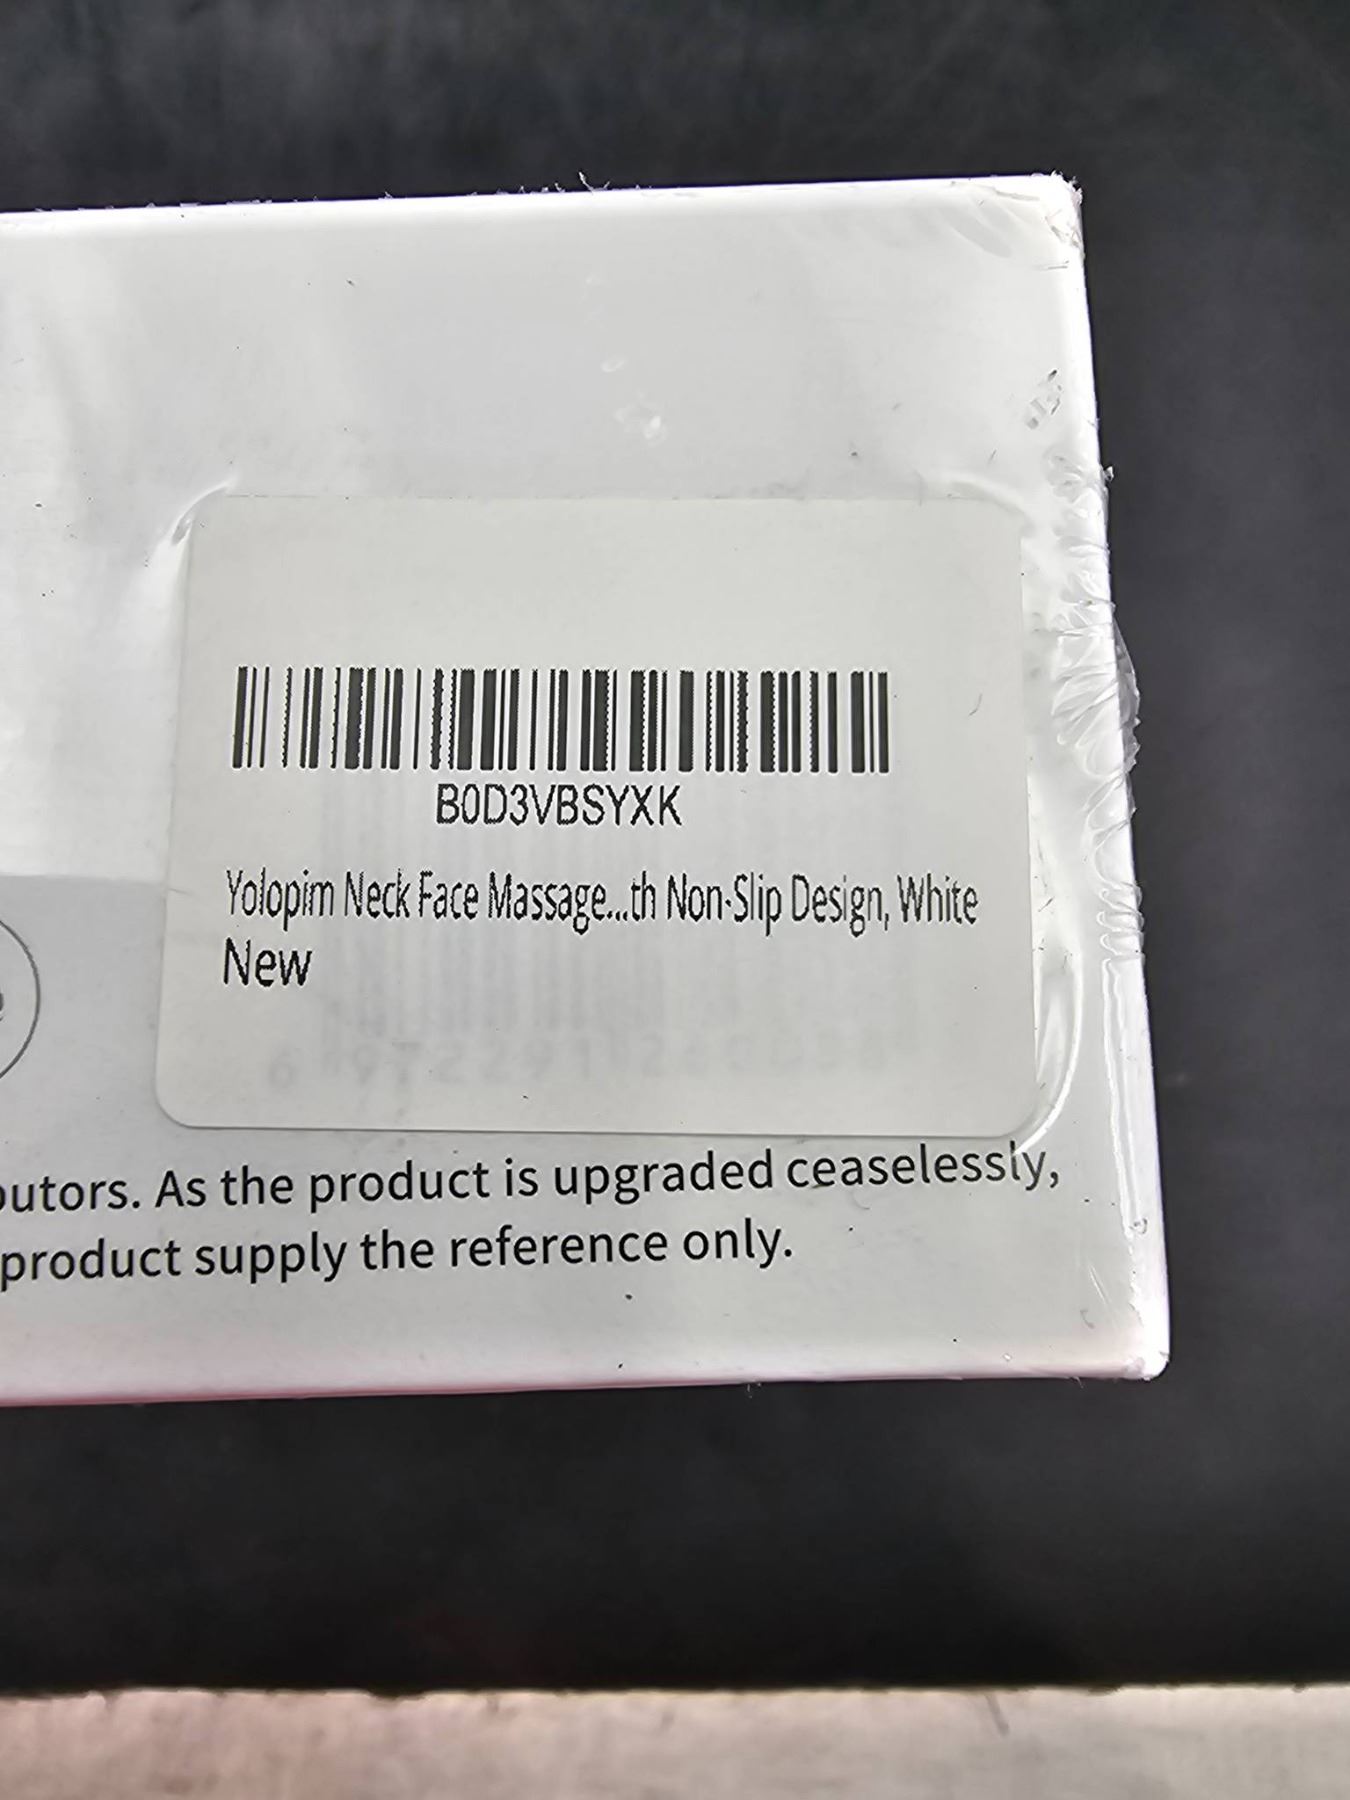 B0D3VBSYXK
Yolopim Neck Face Massage...th Non-Slip Design, White
New
butors. As the product is upgraded ceaselessly,
product supply the reference only.